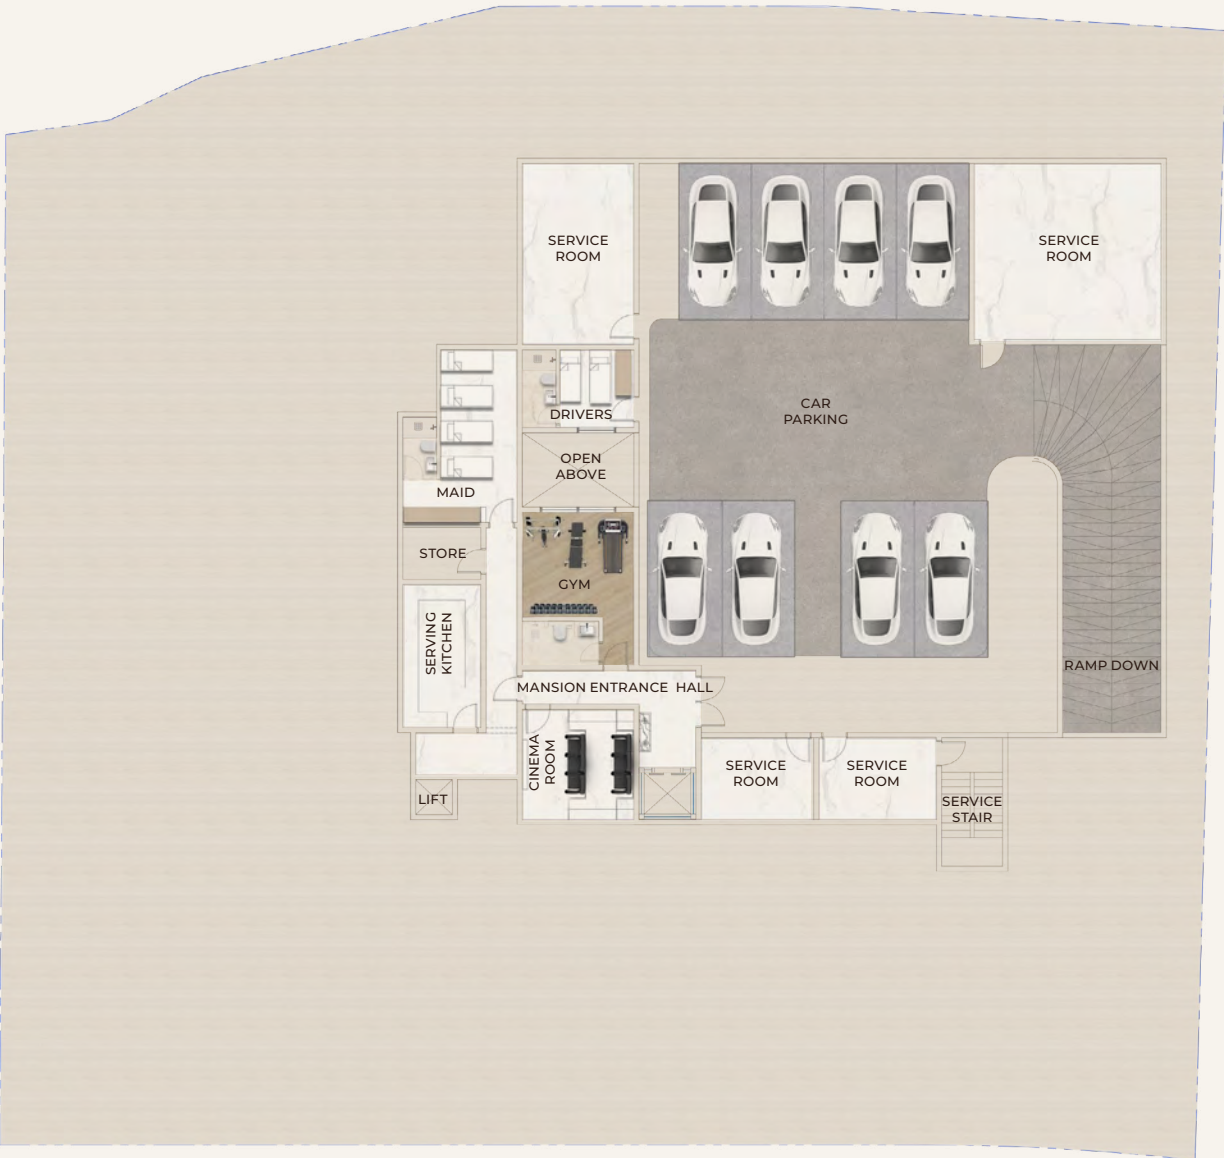 SERVICE
ROOM
SERVICE
ROOM
CAR
PARKING
DRIVERS
OPEN
ABOVE
MAID
STORE
GYM
SERVING
KITCHEN
RAMP DOWN
MANSION ENTRANCE HALL
CINEMA
ROOM
SERVICE
ROOM
SERVICE
ROOM
LIFT
SERVICE
STAIR